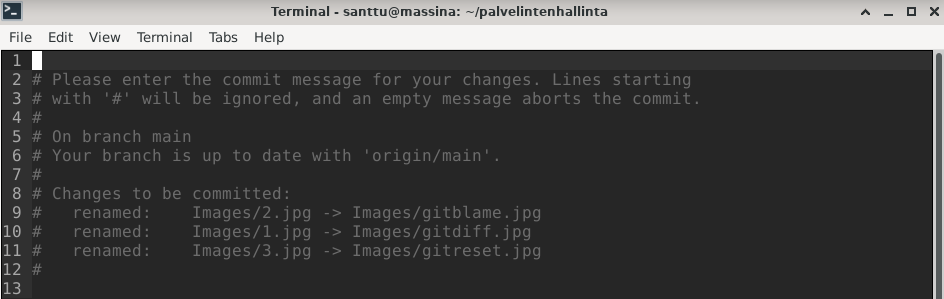 Terminal - santtu@massina: ~/palvelintenhallinta
File Edit View Terminal Tabs Help
1
2 # Please enter the commit message for your changes. Lines starting
3 # with '#' will be ignored, and an empty message aborts the commit.
4 #
5 # On branch main
6 # Your branch is up to date with 'origin/main'.
7 #
8 # Changes to be committed:
9 #   renamed:    Images/2.jpg -> Images/gitblame.jpg
10 #   renamed:    Images/1.jpg -> Images/gitdiff.jpg
11 #   renamed:    Images/3.jpg -> Images/gitreset.jpg
12 #
13